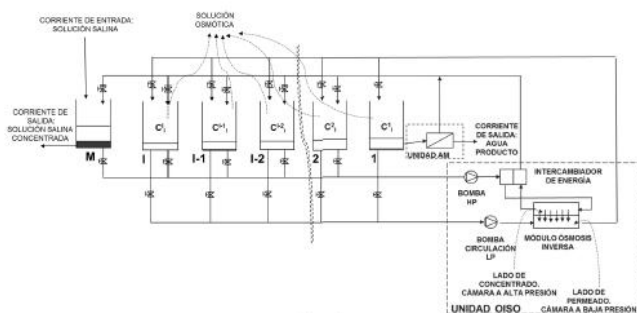 CORRIENTE DE ENTRADA:
SOLUCIÓN SALINA
SOLUCIÓN
OSMÓTICA
CORRIENTE DE
SALIDA:
SOLUCIÓN SALINA
CONCENTRADA
M
I
I-1
I-2
2
1
UNIDAD AM
CORRIENTE DE
SALIDA: AGUA
PRODUCTO
INTERCAMBIADOR
DE ENERGÍA
BOMBA
HP
BOMBA
CIRCULACIÓN
LP
MÓDULO ÓSMOSIS
INVERSA
LADO DE
CONCENTRADO.
CÁMARA A ALTA PRESIÓN
LADO DE
PERMEADO.
CÁMARA A BAJA PRESIÓN
UNIDAD OISO